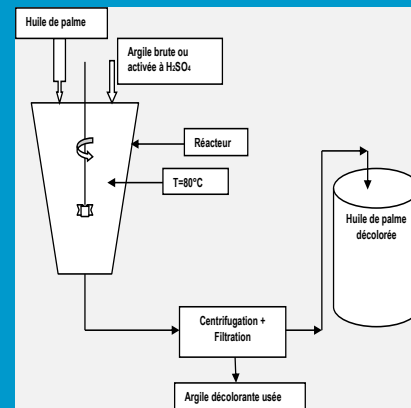 Huile de palme
Argile brute ou
activée à H₂SO₄
Réacteur
T=80°C
Huile de palme
décolorée
Centrifugation +
Filtration
Argile décolorante usée